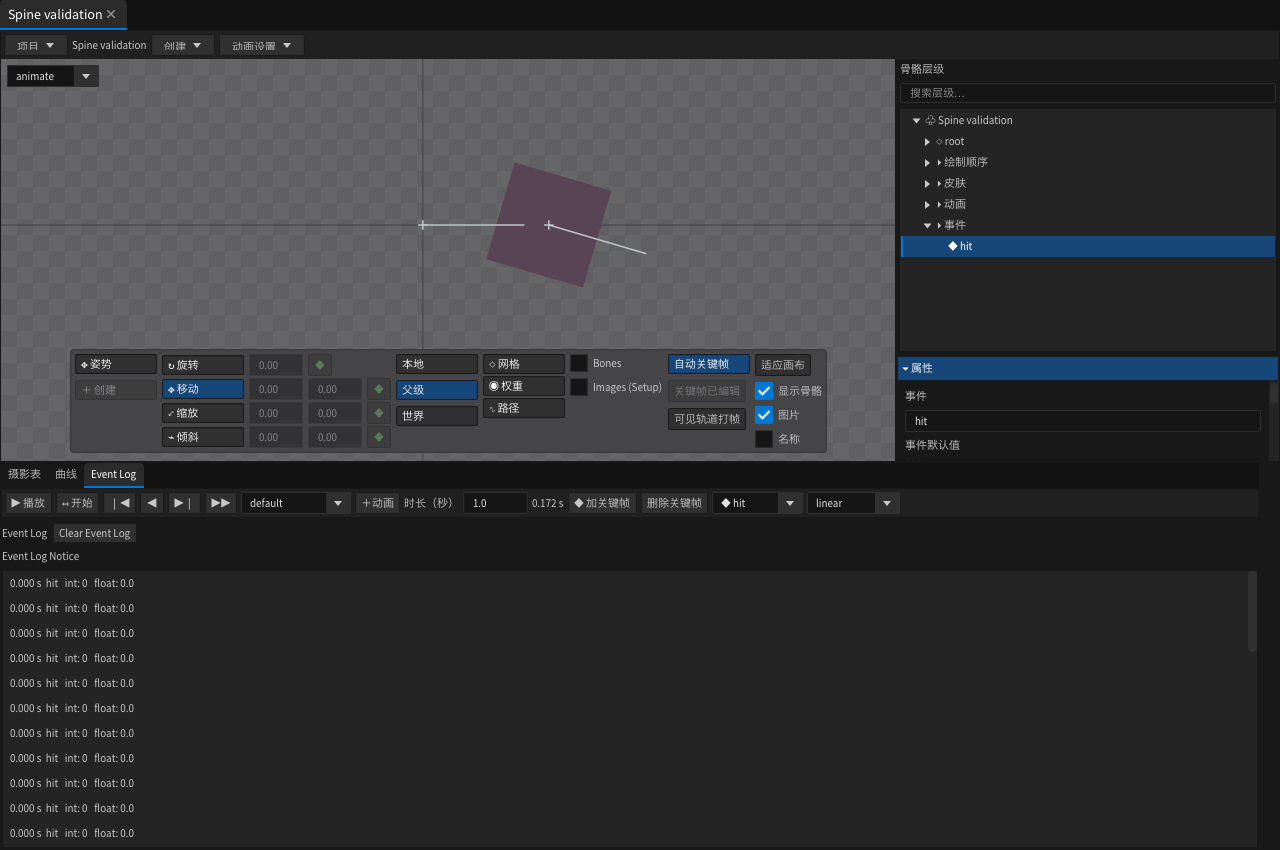 Spine validation
项目 Spine validation 创建 动画设置
animate
骨骼层级
搜索层级…
Spine validation
root
绘制顺序
皮肤
动画
事件
hit
姿势 旋转 0.00 本地 网格 Bones 自动关键帧 适应画布
+ 创建 移动 0.00 0.00 父级 权重 Images (Setup) 关键帧已编辑 显示骨骼
缩放 0.00 0.00 世界 路径 可见轨道打帧 图片
倾斜 0.00 0.00 名称
属性
事件
hit
事件默认值
摄影表 曲线 Event Log
播放 开始 default +动画 时长（秒） 1.0 0.172 s 加关键帧 删除关键帧 hit linear
Event Log Clear Event Log
Event Log Notice
0.000 s hit int: 0 float: 0.0
0.000 s hit int: 0 float: 0.0
0.000 s hit int: 0 float: 0.0
0.000 s hit int: 0 float: 0.0
0.000 s hit int: 0 float: 0.0
0.000 s hit int: 0 float: 0.0
0.000 s hit int: 0 float: 0.0
0.000 s hit int: 0 float: 0.0
0.000 s hit int: 0 float: 0.0
0.000 s hit int: 0 float: 0.0
0.000 s hit int: 0 float: 0.0